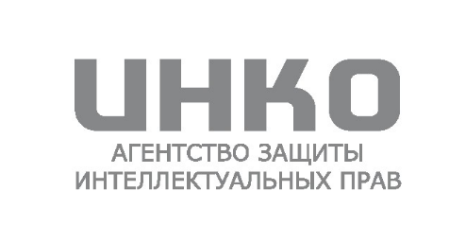 ИНКО
АГЕНТСТВО ЗАЩИТЫ
ИНТЕЛЛЕКТУАЛЬНЫХ ПРАВ